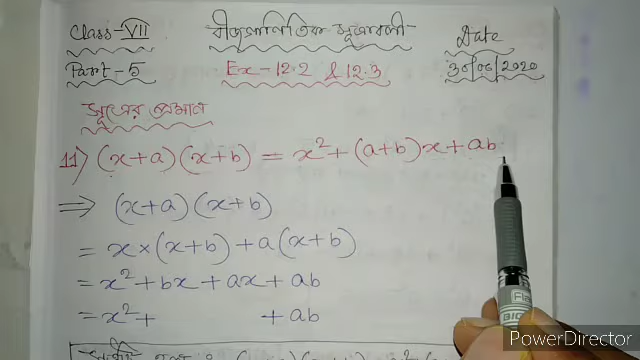 Class-VII বীজগানিতিক সূত্রাবলী Date
Part-5 Ex-12.2 & 12.3 30/06/2020
সূত্রের প্রমান
11) (x+a)(x+b) = x²+(a+b)x+ab
⇒ (x+a)(x+b)
= x×(x+b)+a(x+b)
= x²+bx+ax+ab
= x²+ +ab
PowerDirector